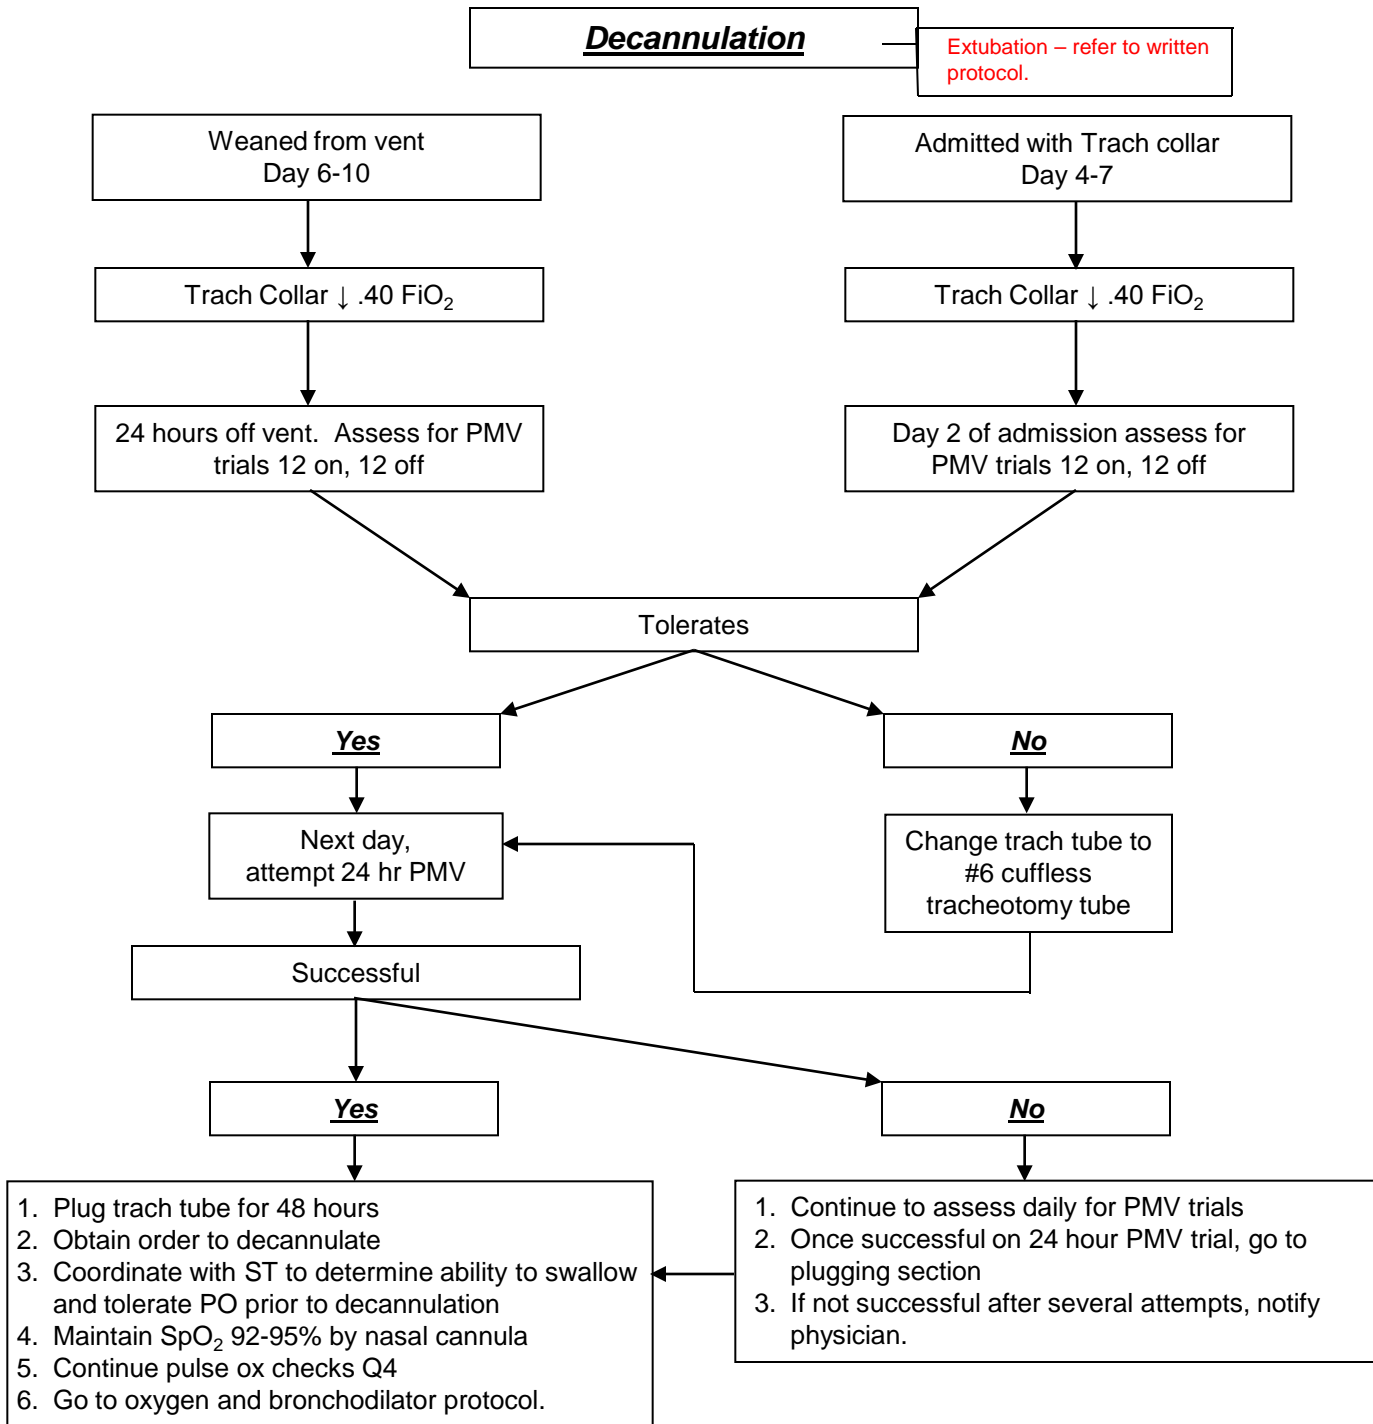 Decannulation
Extubation – refer to written
protocol.
Weaned from vent
Day 6-10
Admitted with Trach collar
Day 4-7
Trach Collar ↓ .40 FiO₂
Trach Collar ↓ .40 FiO₂
24 hours off vent.  Assess for PMV
trials 12 on, 12 off
Day 2 of admission assess for
PMV trials 12 on, 12 off
Tolerates
Yes
No
Next day,
attempt 24 hr PMV
Change trach tube to
#6 cuffless
tracheotomy tube
Successful
Yes
No
1. Plug trach tube for 48 hours
2. Obtain order to decannulate
3. Coordinate with ST to determine ability to swallow
and tolerate PO prior to decannulation
4. Maintain SpO₂ 92-95% by nasal cannula
5. Continue pulse ox checks Q4
6. Go to oxygen and bronchodilator protocol.
1. Continue to assess daily for PMV trials
2. Once successful on 24 hour PMV trial, go to
plugging section
3. If not successful after several attempts, notify
physician.